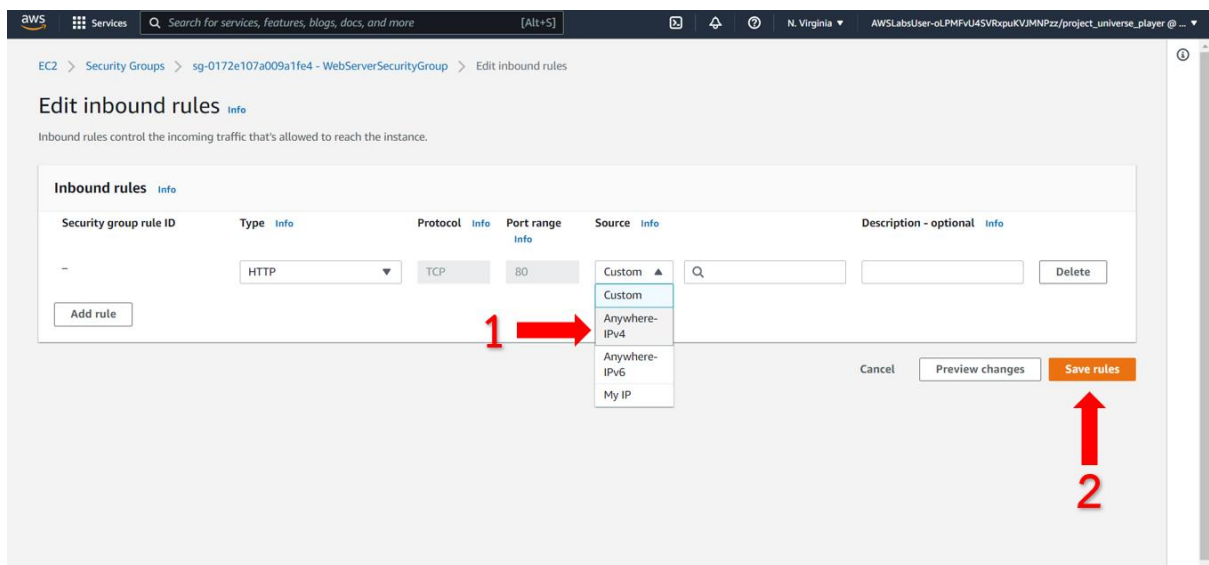 aws Services Search for services, features, blogs, docs, and more [Alt+S] N. Virginia ▼ AWSLabsUser-oLPMFvU4SVRxpuKVJMNPzz/project_universe_player @ ... ▼
EC2 > Security Groups > sg-0172e107a009a1fe4 - WebServerSecurityGroup > Edit inbound rules
Edit inbound rules Info
Inbound rules control the incoming traffic that's allowed to reach the instance.
Inbound rules Info
Security group rule ID Type Info Protocol Info Port range Source Info Description - optional Info
Info
– HTTP ▼ TCP 80 Custom ▲ Delete
Custom
Add rule
Anywhere-
IPv4
1
Anywhere-
IPv6
My IP
Cancel Preview changes Save rules
2